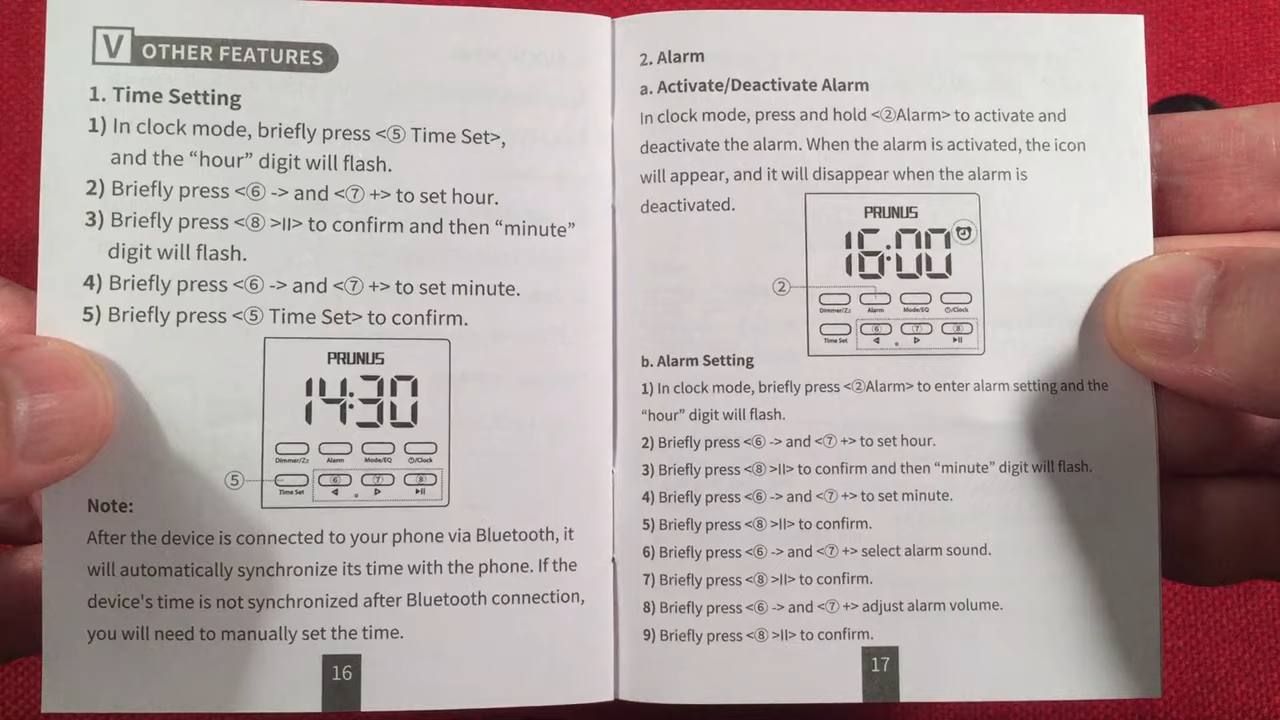 V OTHER FEATURES
1. Time Setting
1) In clock mode, briefly press <⑤ Time Set>,
and the “hour” digit will flash.
2) Briefly press <⑥ -> and <⑦ +> to set hour.
3) Briefly press <⑧ >II> to confirm and then “minute”
digit will flash.
4) Briefly press <⑥ -> and <⑦ +> to set minute.
5) Briefly press <⑤ Time Set> to confirm.
PRUNUS
14:30
Dimmer/Zz Alarm Mode/EQ ⏻/Clock
⑤ ⑥ ⑦ ⑧
Time Set
Note:
After the device is connected to your phone via Bluetooth, it
will automatically synchronize its time with the phone. If the
device's time is not synchronized after Bluetooth connection,
you will need to manually set the time.
16
2. Alarm
a. Activate/Deactivate Alarm
In clock mode, press and hold <②Alarm> to activate and
deactivate the alarm. When the alarm is activated, the icon
will appear, and it will disappear when the alarm is
deactivated.
PRUNUS
16:00
②
Dimmer/Zz Alarm Mode/EQ ⏻/Clock
⑥ ⑦ ⑧
Time Set
b. Alarm Setting
1) In clock mode, briefly press <②Alarm> to enter alarm setting and the
“hour” digit will flash.
2) Briefly press <⑥ -> and <⑦ +> to set hour.
3) Briefly press <⑧ >II> to confirm and then “minute” digit will flash.
4) Briefly press <⑥ -> and <⑦ +> to set minute.
5) Briefly press <⑧ >II> to confirm.
6) Briefly press <⑥ -> and <⑦ +> select alarm sound.
7) Briefly press <⑧ >II> to confirm.
8) Briefly press <⑥ -> and <⑦ +> adjust alarm volume.
9) Briefly press <⑧ >II> to confirm.
17